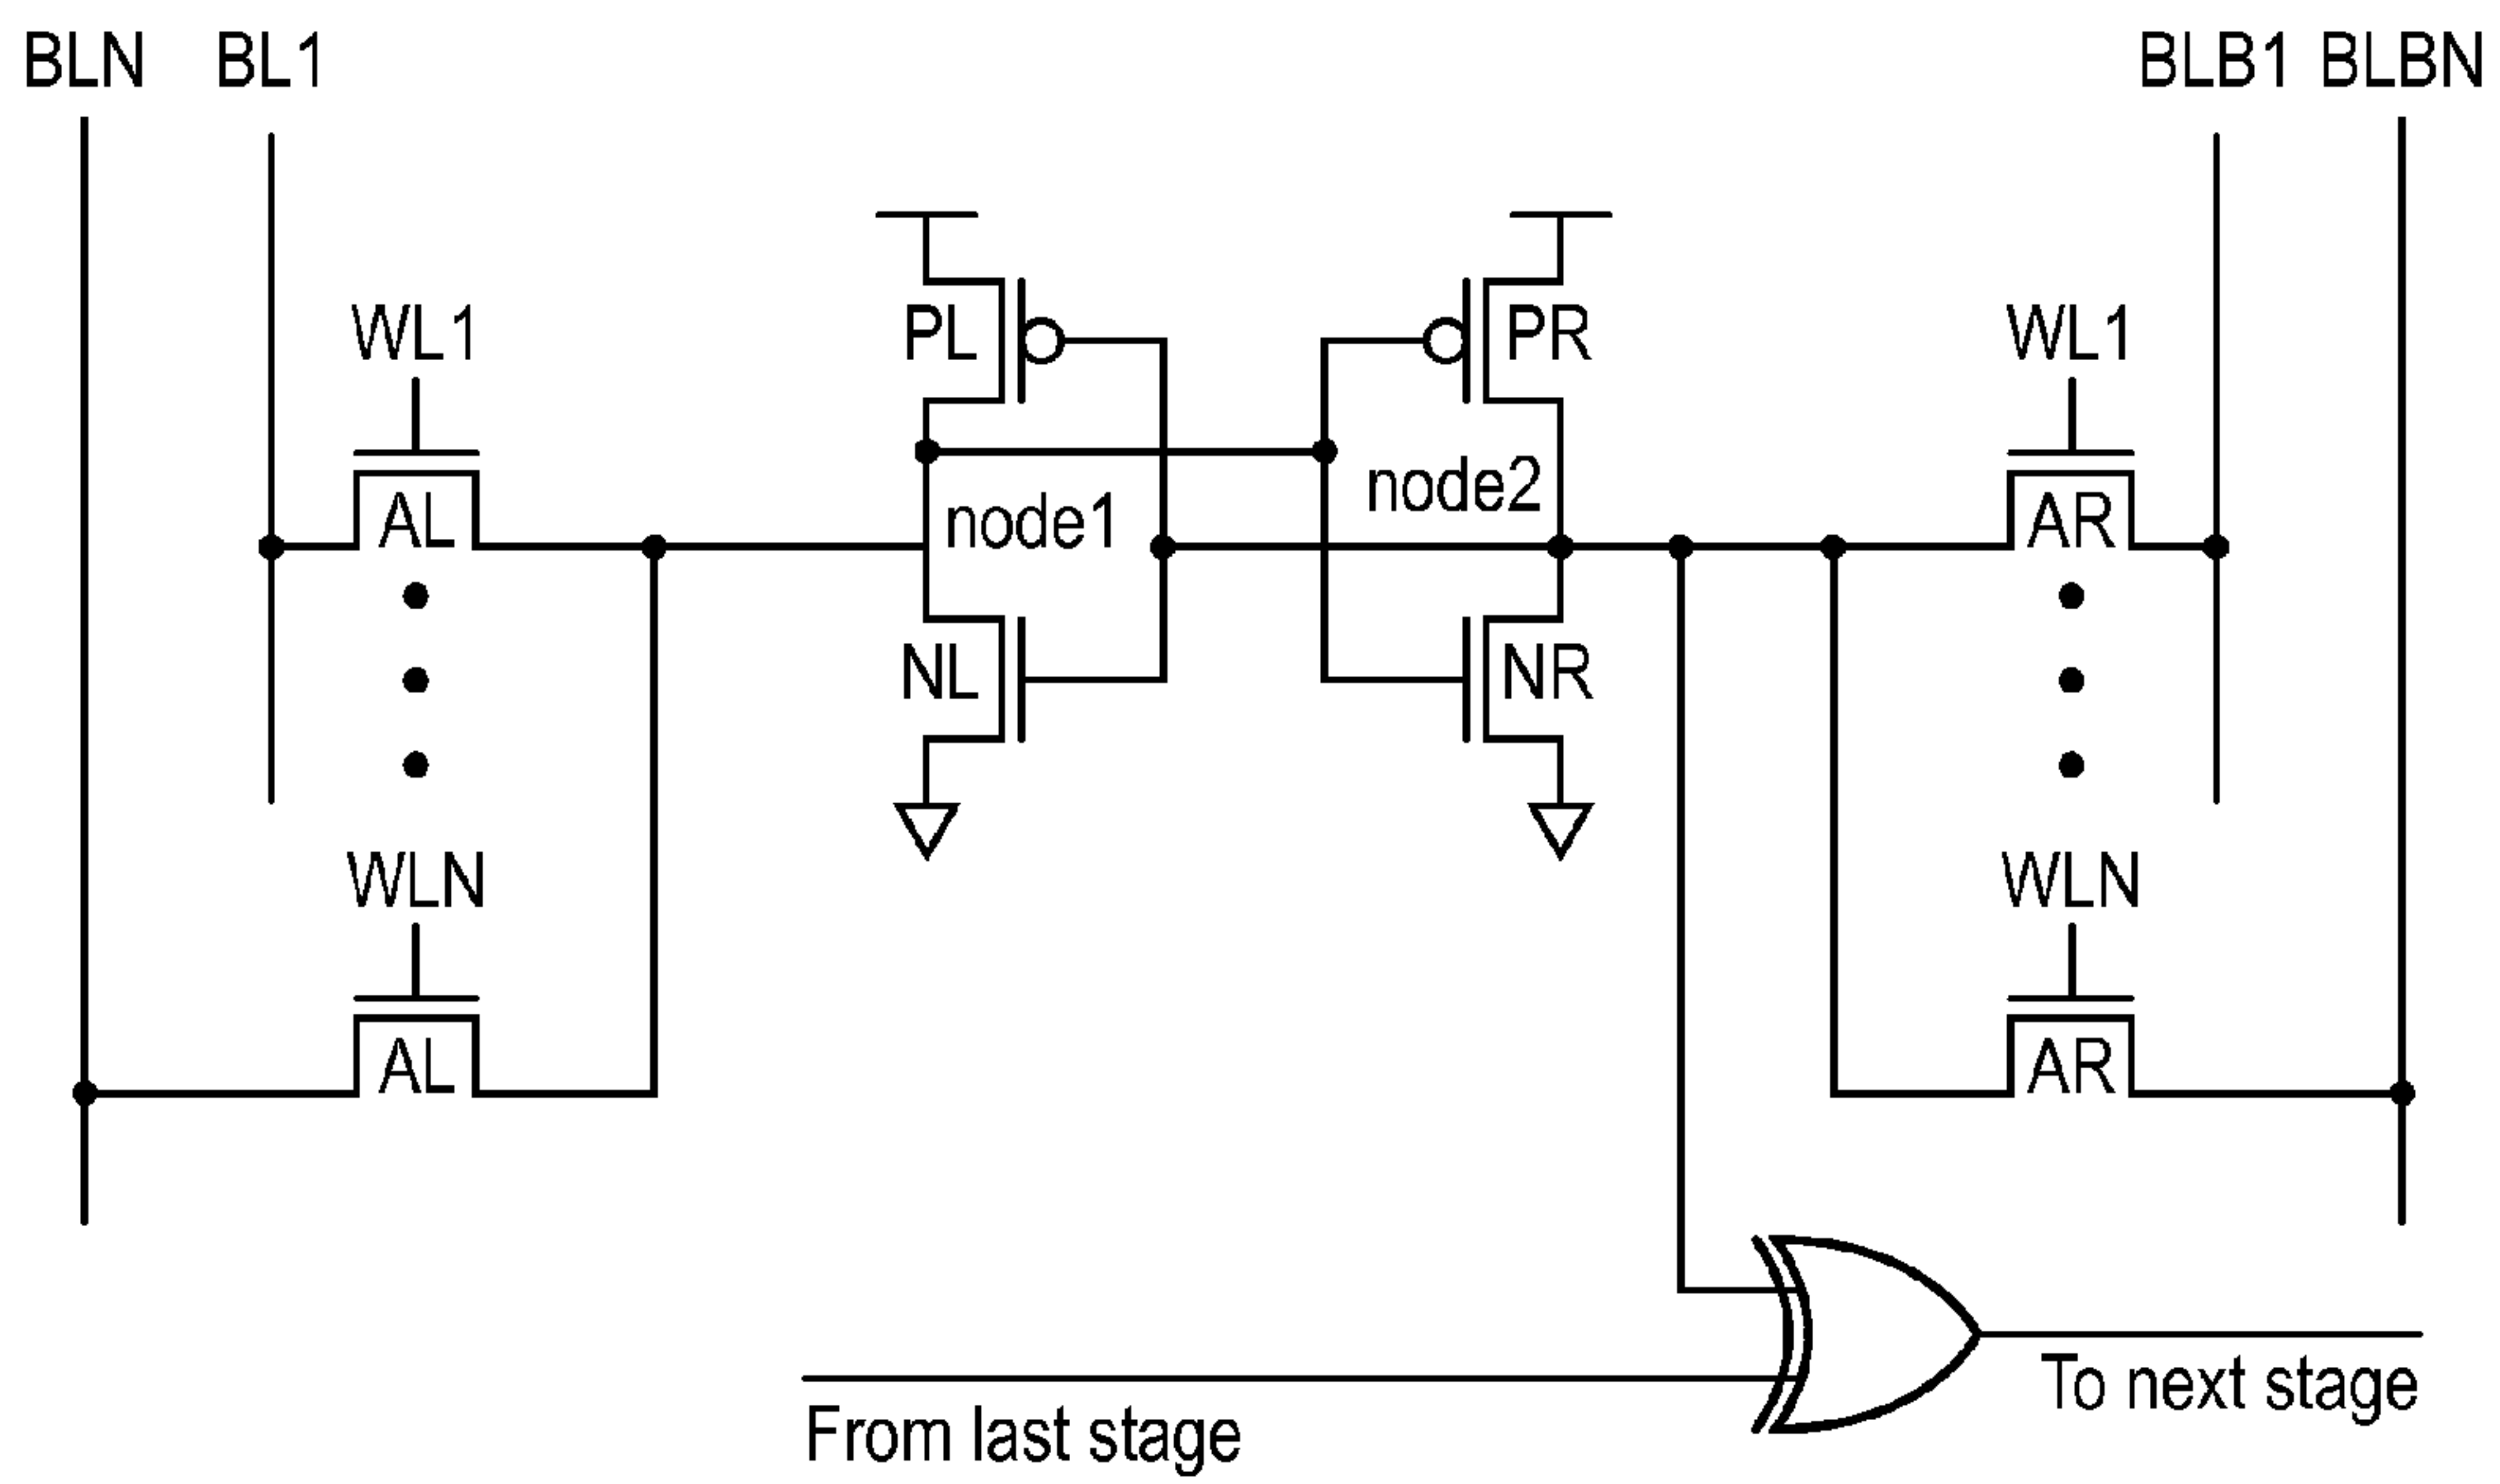 BLN BL1 BLB1 BLBN
WL1 PL PR WL1
AL node1 node2 AR
NL NR
WLN WLN
AL AR
From last stage To next stage